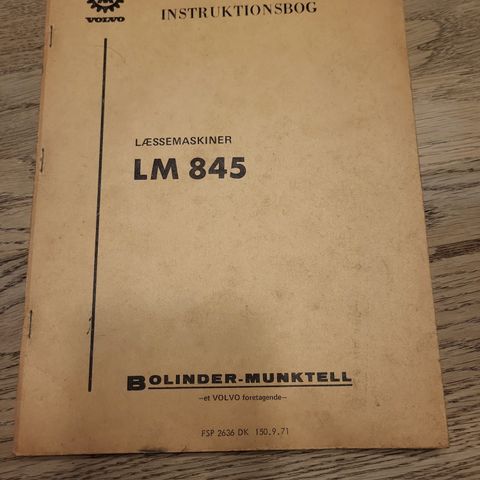 VOLVO
INSTRUKTIONSBOG
LÆSSEMASKINER
LM 845
BOLINDER-MUNKTELL
—et VOLVO foretagende—
FSP 2636 DK 150.9.71